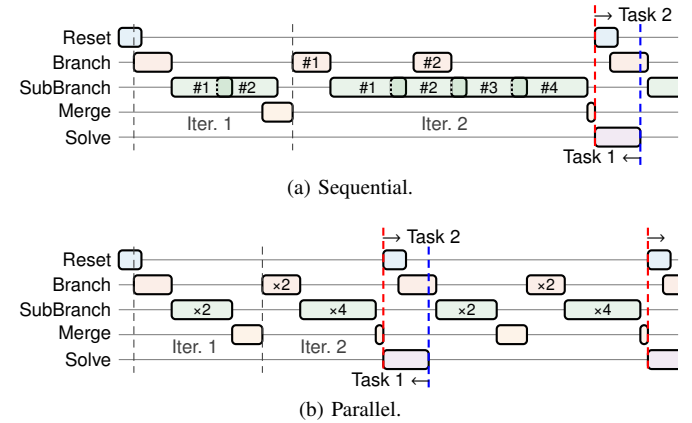 → Task 2
Reset
Branch #1 #2
SubBranch #1 #2 #1 #2 #3 #4
Merge
Iter. 1 Iter. 2
Solve
Task 1 ←
(a) Sequential.
→ Task 2 →
Reset
Branch ×2 ×2
SubBranch ×2 ×4 ×2 ×4
Merge
Iter. 1 Iter. 2
Solve
Task 1 ←
(b) Parallel.